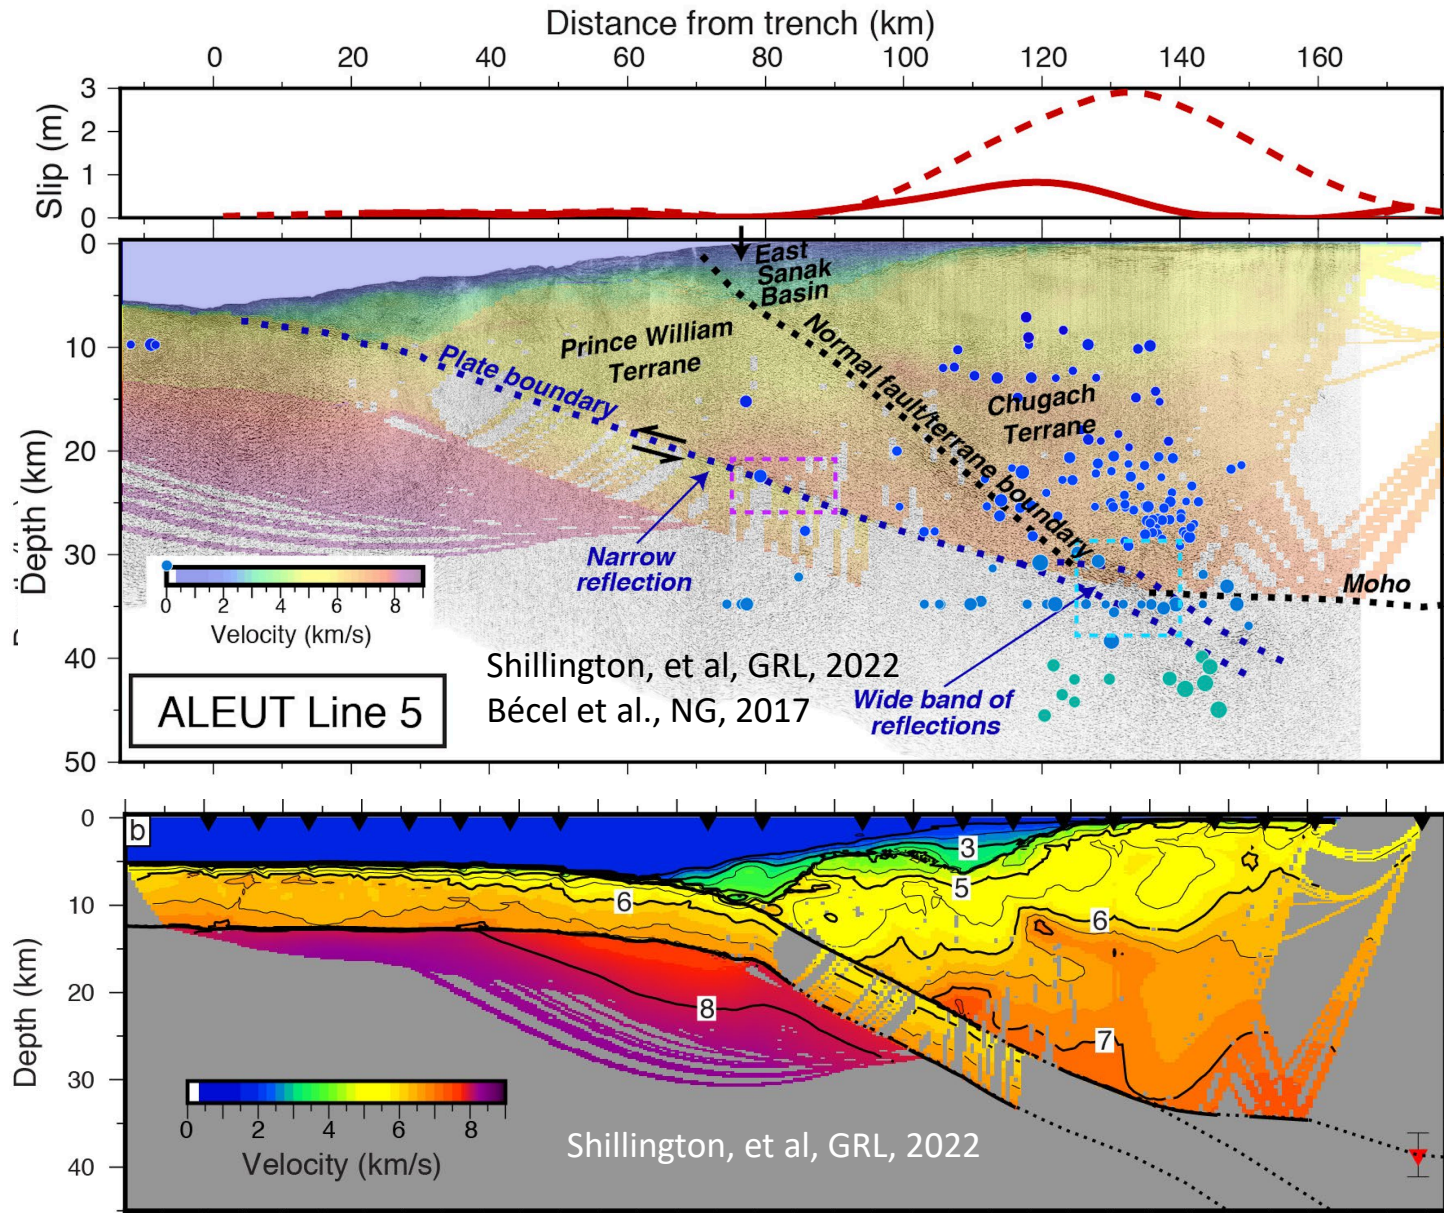 Distance from trench (km)
0 20 40 60 80 100 120 140 160
3
2
1
0
Slip (m)
0
10
20
30
40
50
Depth (km)
East
Sanak
Basin
Prince William
Terrane
Plate boundary
Normal fault/terrane boundary
Chugach
Terrane
Narrow
reflection
Moho
0 2 4 6 8
Velocity (km/s)
Shillington, et al, GRL, 2022
Bécel et al., NG, 2017
Wide band of
reflections
ALEUT Line 5
b
0
10
20
30
40
Depth (km)
3
5
6
6
8
7
0 2 4 6 8
Velocity (km/s)
Shillington, et al, GRL, 2022